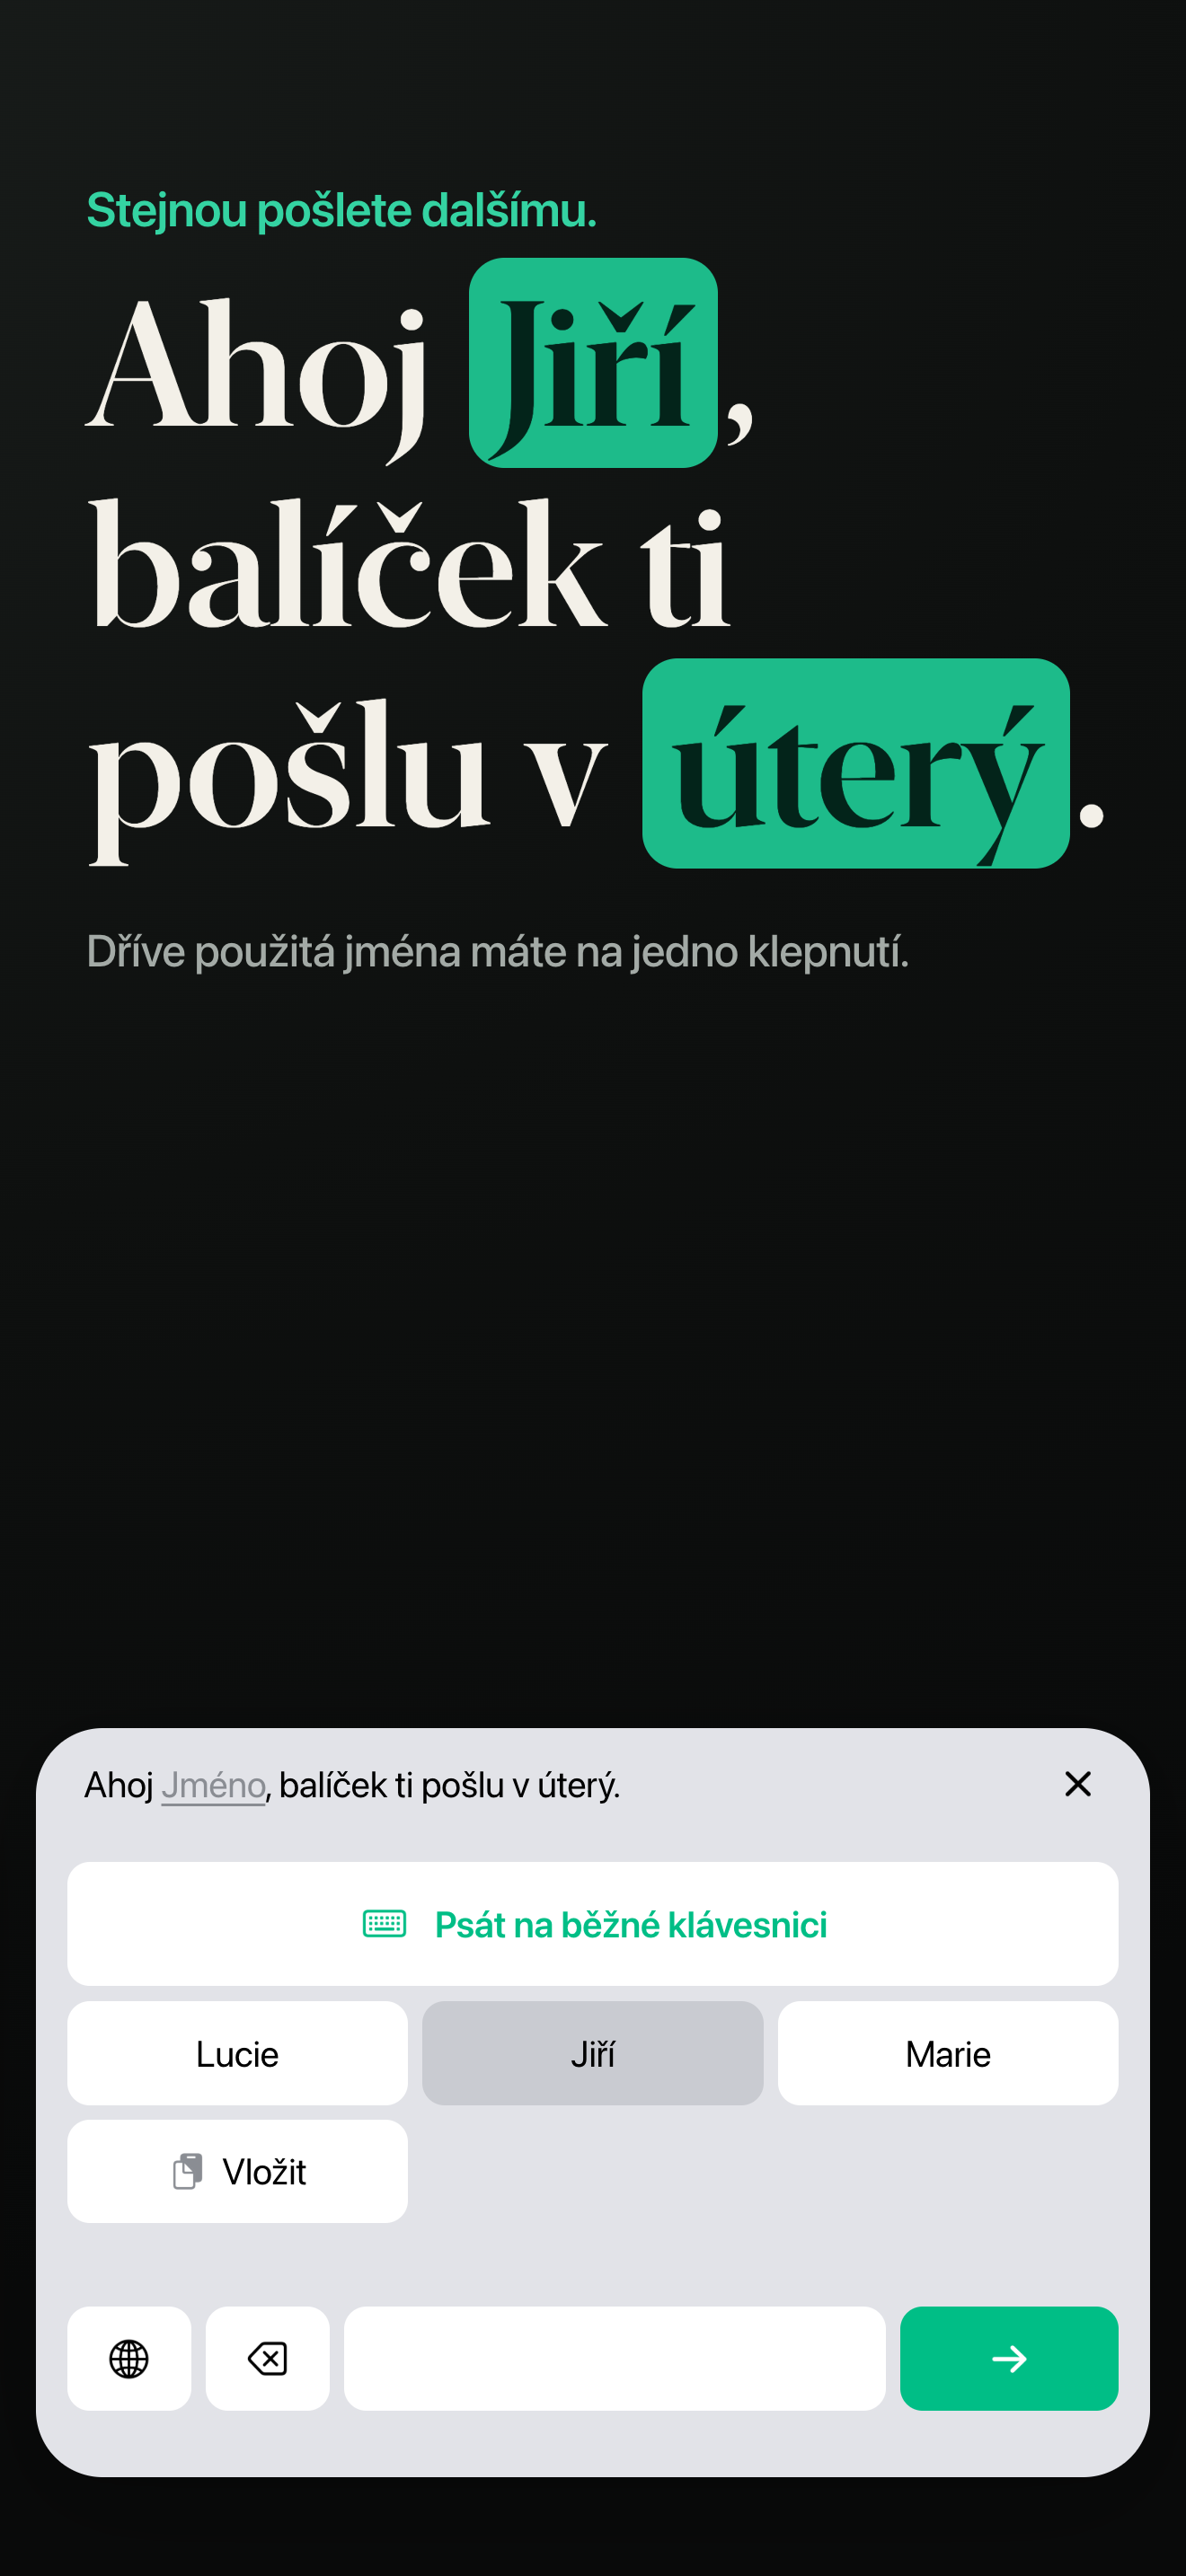 Stejnou pošlete dalšímu.
Ahoj Jiří,
balíček ti
pošlu v úterý.
Dříve použitá jména máte na jedno klepnutí.
Ahoj Jméno, balíček ti pošlu v úterý.
Psát na běžné klávesnici
Lucie Jiří Marie
Vložit